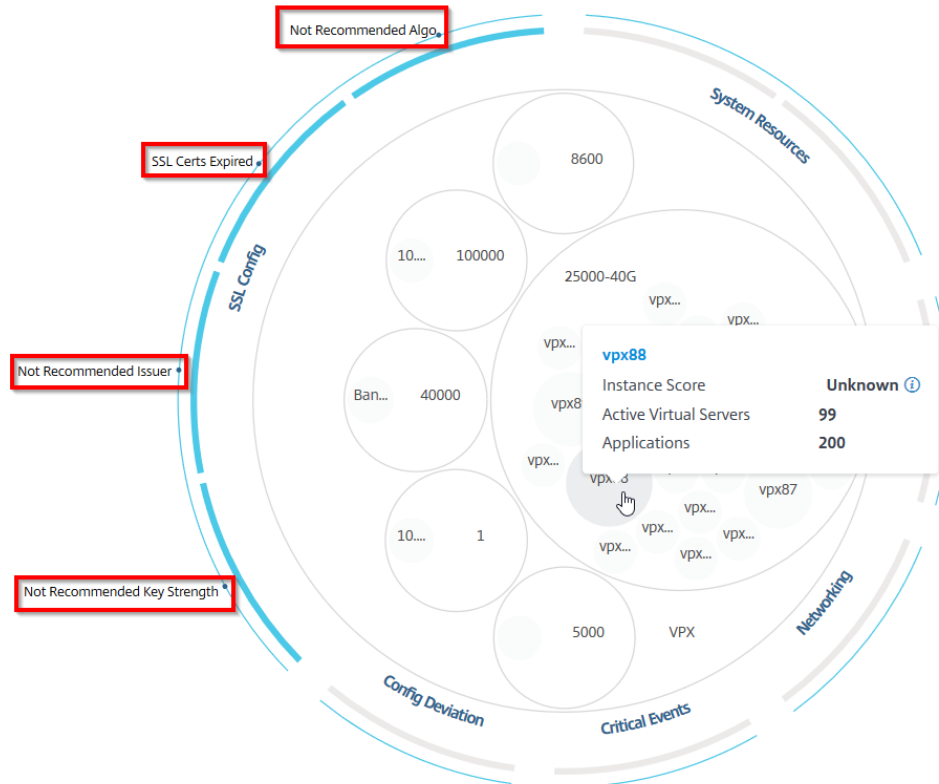 Not Recommended Algo
System Resources
SSL Certs Expired
8600
SSL Config
10.... 100000
25000-40G
vpx...
vpx...
vpx...
vpx88
Instance Score Unknown
Active Virtual Servers 99
Applications 200
Not Recommended Issuer
Ban... 40000
vpx8
vpx...
vpx87
vpx...
10.... 1
vpx...
vpx...
vpx...
vpx...
Not Recommended Key Strength
Networking
5000 VPX
Config Deviation
Critical Events